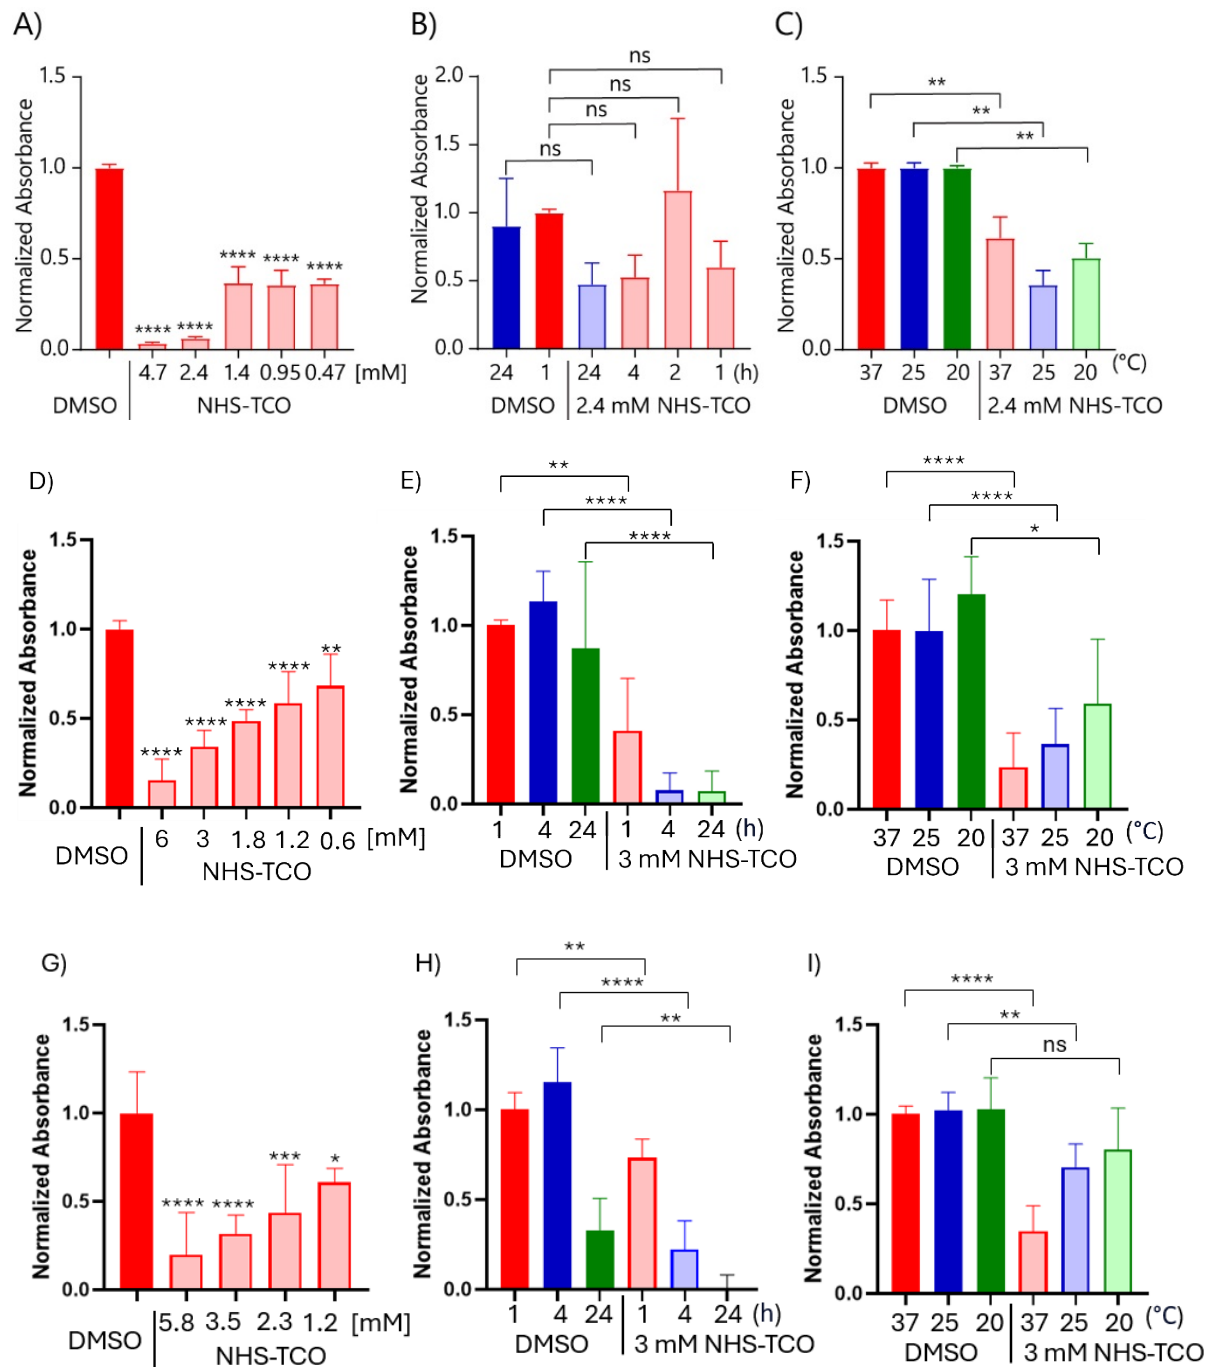 A)
Normalized Absorbance
1.5
1.0
0.5
0.0
****
****
****
****
****
4.7 2.4 1.4 0.95 0.47 [mM]
DMSO NHS-TCO
B)
Normalized Absorbance
2.0
1.5
1.0
0.5
0.0
ns
ns
ns
ns
24 1 24 4 2 1 (h)
DMSO 2.4 mM NHS-TCO
C)
Normalized Absorbance
1.5
1.0
0.5
0.0
**
**
**
37 25 20 37 25 20 (°C)
DMSO 2.4 mM NHS-TCO
D)
Normalized Absorbance
1.5
1.0
0.5
0.0
****
****
****
****
**
6 3 1.8 1.2 0.6 [mM]
DMSO NHS-TCO
E)
Normalized Absorbance
1.5
1.0
0.5
0.0
**
****
****
1 4 24 1 4 24 (h)
DMSO 3 mM NHS-TCO
F)
Normalized Absorbance
1.5
1.0
0.5
0.0
****
****
*
37 25 20 37 25 20 (°C)
DMSO 3 mM NHS-TCO
G)
Normalized Absorbance
1.5
1.0
0.5
0.0
****
****
***
*
5.8 3.5 2.3 1.2 [mM]
DMSO NHS-TCO
H)
Normalized Absorbance
1.5
1.0
0.5
0.0
**
****
**
1 4 24 1 4 24 (h)
DMSO 3 mM NHS-TCO
I)
Normalized Absorbance
1.5
1.0
0.5
0.0
****
**
ns
37 25 20 37 25 20 (°C)
DMSO 3 mM NHS-TCO